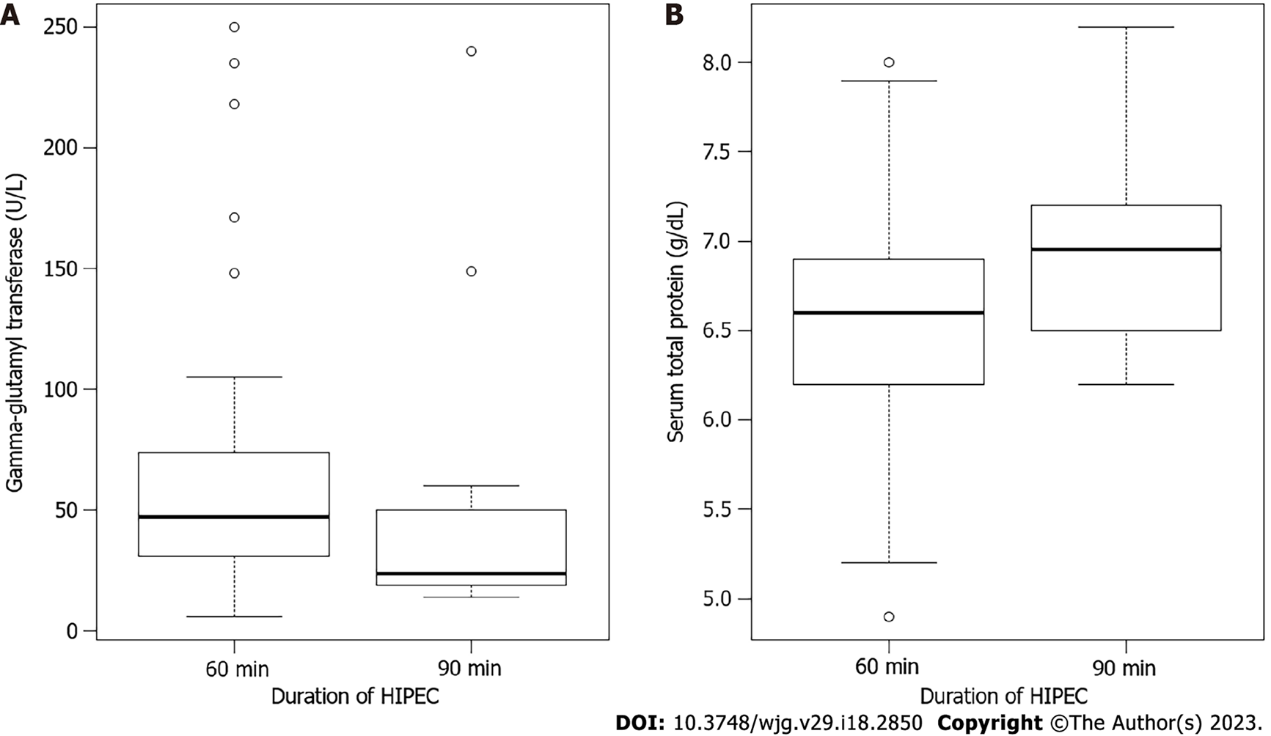 A
Gamma-glutamyl transferase (U/L)
250
200
150
100
50
0
60 min
90 min
Duration of HIPEC
B
Serum total protein (g/dL)
8.0
7.5
7.0
6.5
6.0
5.5
5.0
60 min
90 min
Duration of HIPEC
DOI: 10.3748/wjg.v29.i18.2850 Copyright ©The Author(s) 2023.